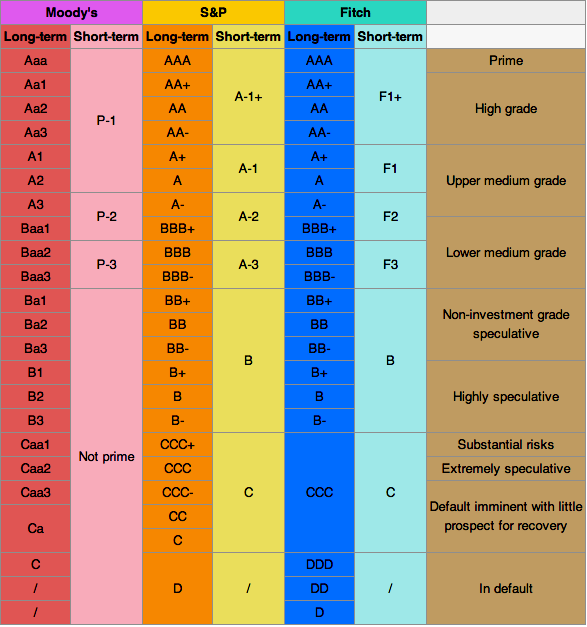 Moody's S&P Fitch
Long-term Short-term Long-term Short-term Long-term Short-term
Aaa P-1 AAA A-1+ AAA F1+ Prime
Aa1 AA+ AA+ High grade
Aa2 AA AA
Aa3 AA- AA-
A1 A+ A-1 A+ F1 Upper medium grade
A2 A A
A3 P-2 A- A-2 A- F2
Baa1 BBB+ BBB+ Lower medium grade
Baa2 P-3 BBB A-3 BBB F3
Baa3 BBB- BBB-
Ba1 Not prime BB+ B BB+ B Non-investment grade
speculative
Ba2 BB BB
Ba3 BB- BB-
B1 B+ B+ Highly speculative
B2 B B
B3 B- B-
Caa1 CCC+ C CCC C Substantial risks
Caa2 CCC Extremely speculative
Caa3 CCC- Default imminent with little
prospect for recovery
Ca CC
C
C D / DDD / In default
/ DD
/ D